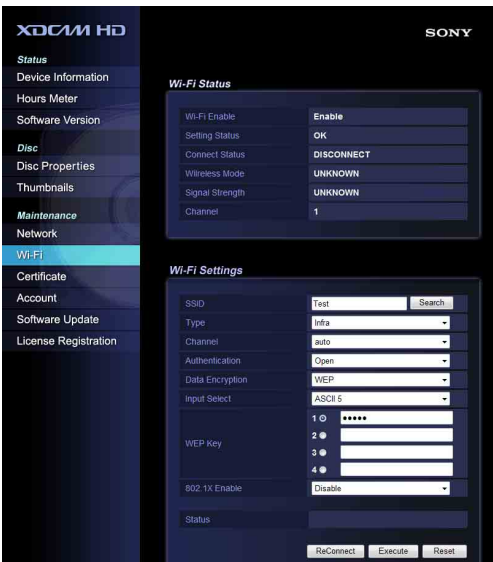 XDCAM HD
SONY
Status
Device Information
Hours Meter
Software Version
Disc
Disc Properties
Thumbnails
Maintenance
Network
Wi-Fi
Certificate
Account
Software Update
License Registration
Wi-Fi Status
Wi-Fi Enable Enable
Setting Status OK
Connect Status DISCONNECT
Wilreless Mode UNKNOWN
Signal Strength UNKNOWN
Channel 1
Wi-Fi Settings
SSID Test Search
Type Infra
Channel auto
Authentication Open
Data Encryption WEP
Input Select ASCII 5
WEP Key
1 •••••
2
3
4
802.1X Enable Disable
Status
ReConnect Execute Reset